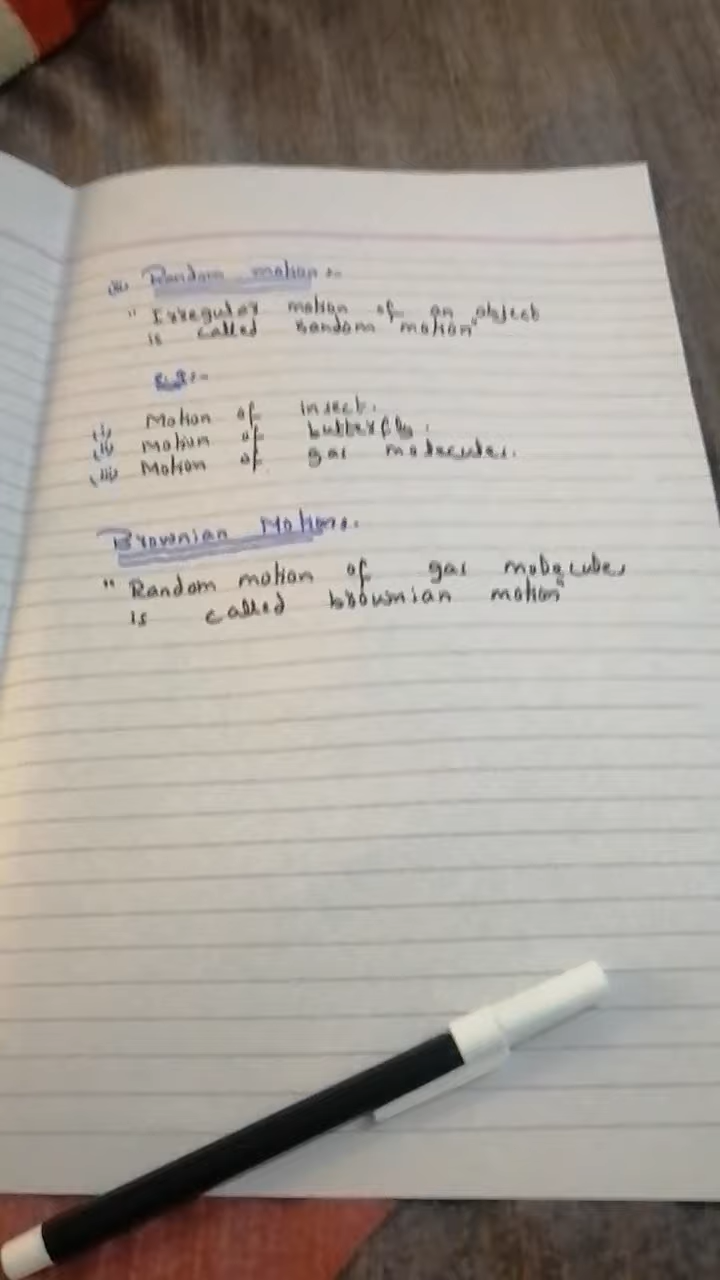 (iii) Random motion:-
" Irregular motion of an object
is called random motion"
E.g:-
(i) Motion of insect.
(ii) motion of butterfly.
(iii) Motion of gas molecules.
Brownian Motion:-
" Random motion of gas molecules
is called brownian motion"